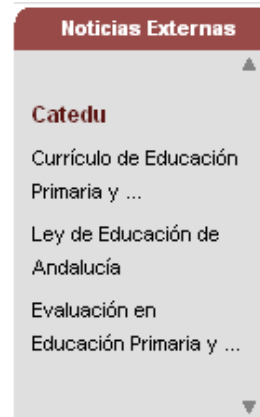 Noticias Externas
Catedu
Currículo de Educación
Primaria y ...
Ley de Educación de
Andalucía
Evaluación en
Educación Primaria y ...